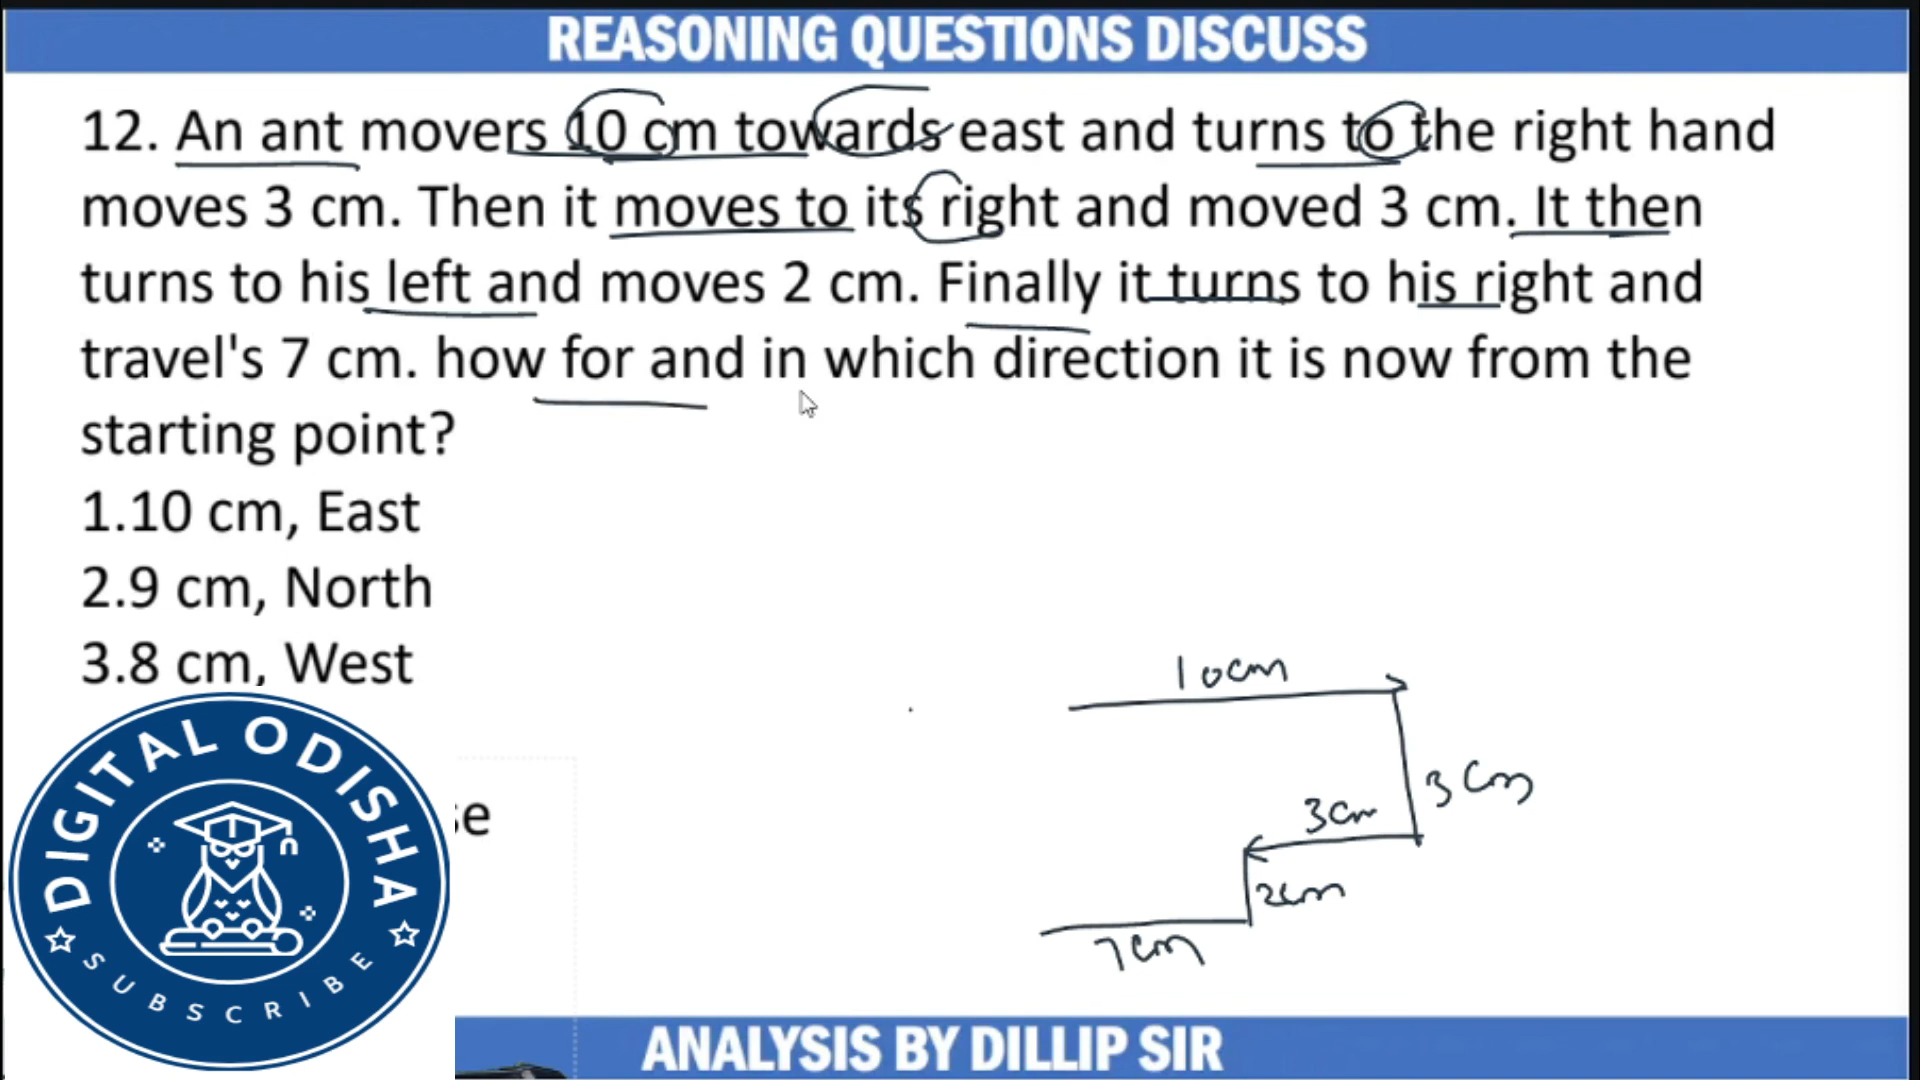 REASONING QUESTIONS DISCUSS
12. An ant movers 10 cm towards east and turns to the right hand
moves 3 cm. Then it moves to its right and moved 3 cm. It then
turns to his left and moves 2 cm. Finally it turns to his right and
travel's 7 cm. how for and in which direction it is now from the
starting point?
1.10 cm, East
2.9 cm, North
3.8 cm, West
10cm
3cm
3cm
2cm
7cm
se
DIGITAL ODISHA
SUBSCRIBE
ANALYSIS BY DILLIP SIR